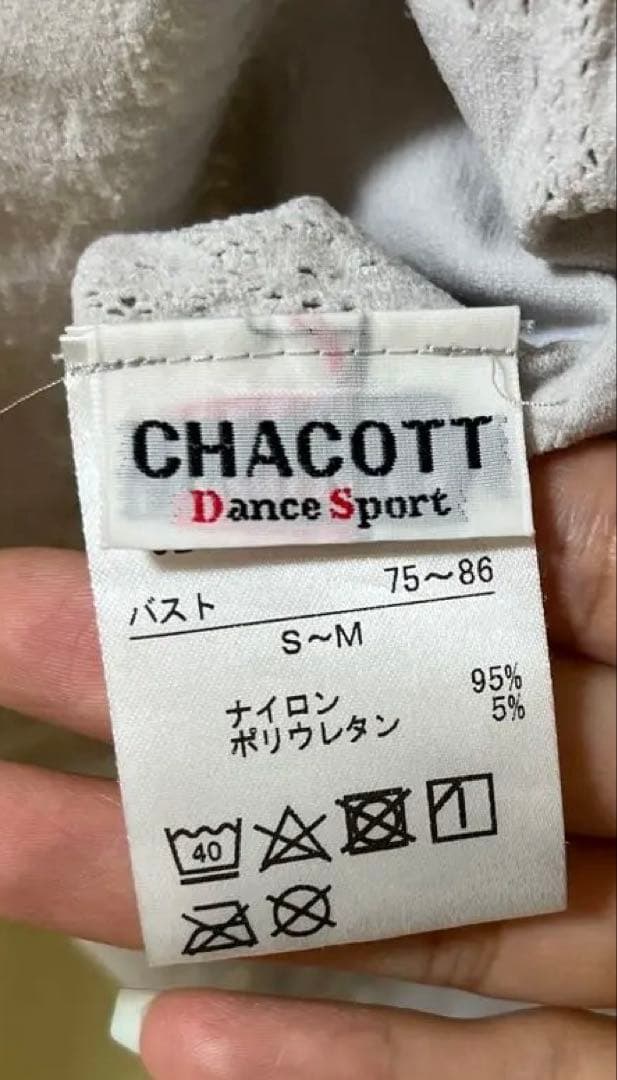 CHACOTT
Dance Sport
バスト 75～86
S～M
ナイロン 95%
ポリウレタン 5%
40